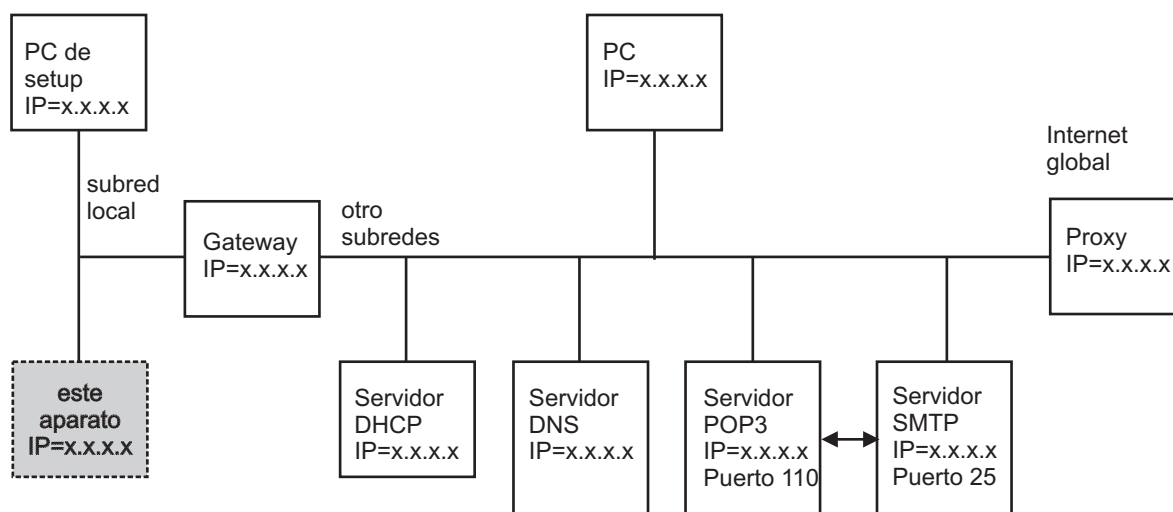 PC de
setup
IP=x.x.x.x
PC
IP=x.x.x.x
Internet
global
subred
local
Gateway
IP=x.x.x.x
otro
subredes
Proxy
IP=x.x.x.x
este
aparato
IP=x.x.x.x
Servidor
DHCP
IP=x.x.x.x
Servidor
DNS
IP=x.x.x.x
Servidor
POP3
IP=x.x.x.x
Puerto 110
Servidor
SMTP
IP=x.x.x.x
Puerto 25